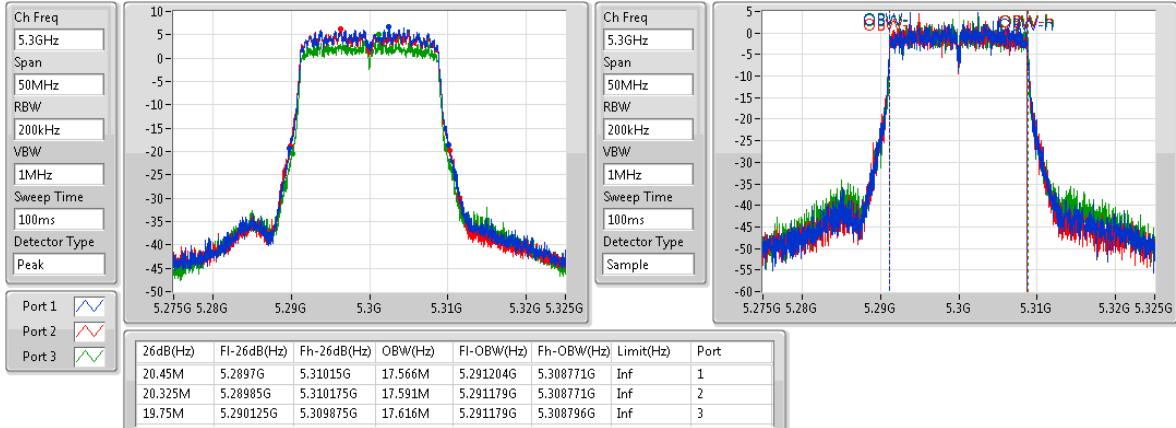 Ch Freq
5.3GHz
Span
50MHz
RBW
200kHz
VBW
1MHz
Sweep Time
100ms
Detector Type
Peak
Port 1
Port 2
Port 3
10
5
0
-5
-10
-15
-20
-25
-30
-35
-40
-45
-50
5.275G 5.28G 5.29G 5.3G 5.31G 5.32G 5.325G
Ch Freq
5.3GHz
Span
50MHz
RBW
200kHz
VBW
1MHz
Sweep Time
100ms
Detector Type
Sample
OBW-l OBW-h
5
0
-5
-10
-15
-20
-25
-30
-35
-40
-45
-50
-55
-60
5.275G 5.28G 5.29G 5.3G 5.31G 5.32G 5.325G
26dB(Hz) Fl-26dB(Hz) Fh-26dB(Hz) OBW(Hz) Fl-OBW(Hz) Fh-OBW(Hz) Limit(Hz) Port
20.45M 5.2897G 5.31015G 17.566M 5.291204G 5.308771G Inf 1
20.325M 5.28985G 5.310175G 17.591M 5.291179G 5.308771G Inf 2
19.75M 5.290125G 5.309875G 17.616M 5.291179G 5.308796G Inf 3